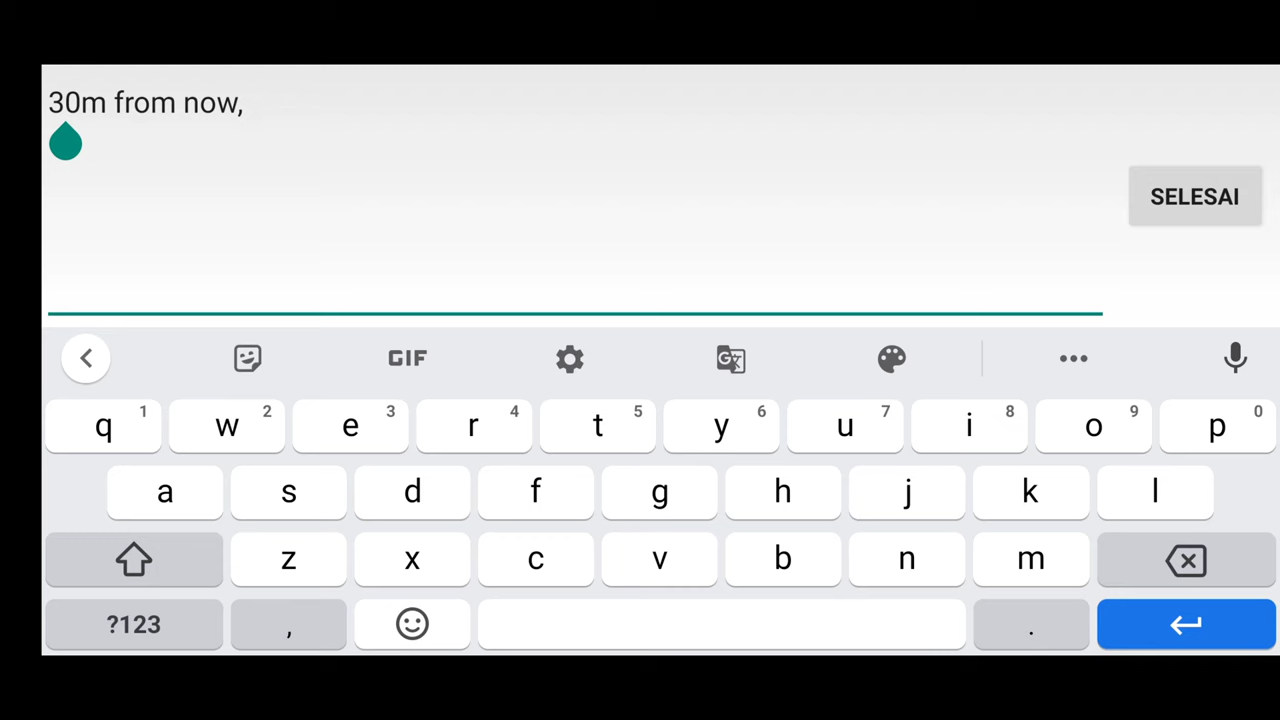 30m from now,
SELESAI
GIF G
q 1 w 2 e 3 r 4 t 5 y 6 u 7 i 8 o 9 p 0
a s d f g h j k l
z x c v b n m
?123 , .